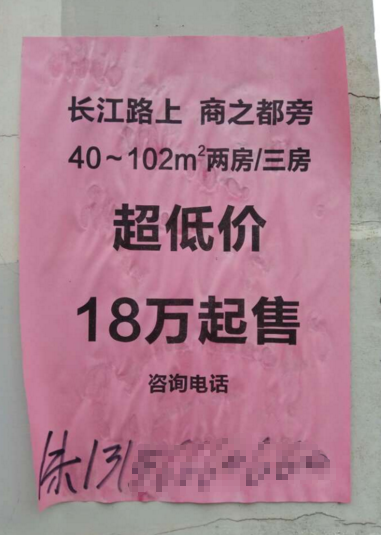 长江路上 商之都旁
40~102m²两房/三房
超低价
18万起售
咨询电话
朱131